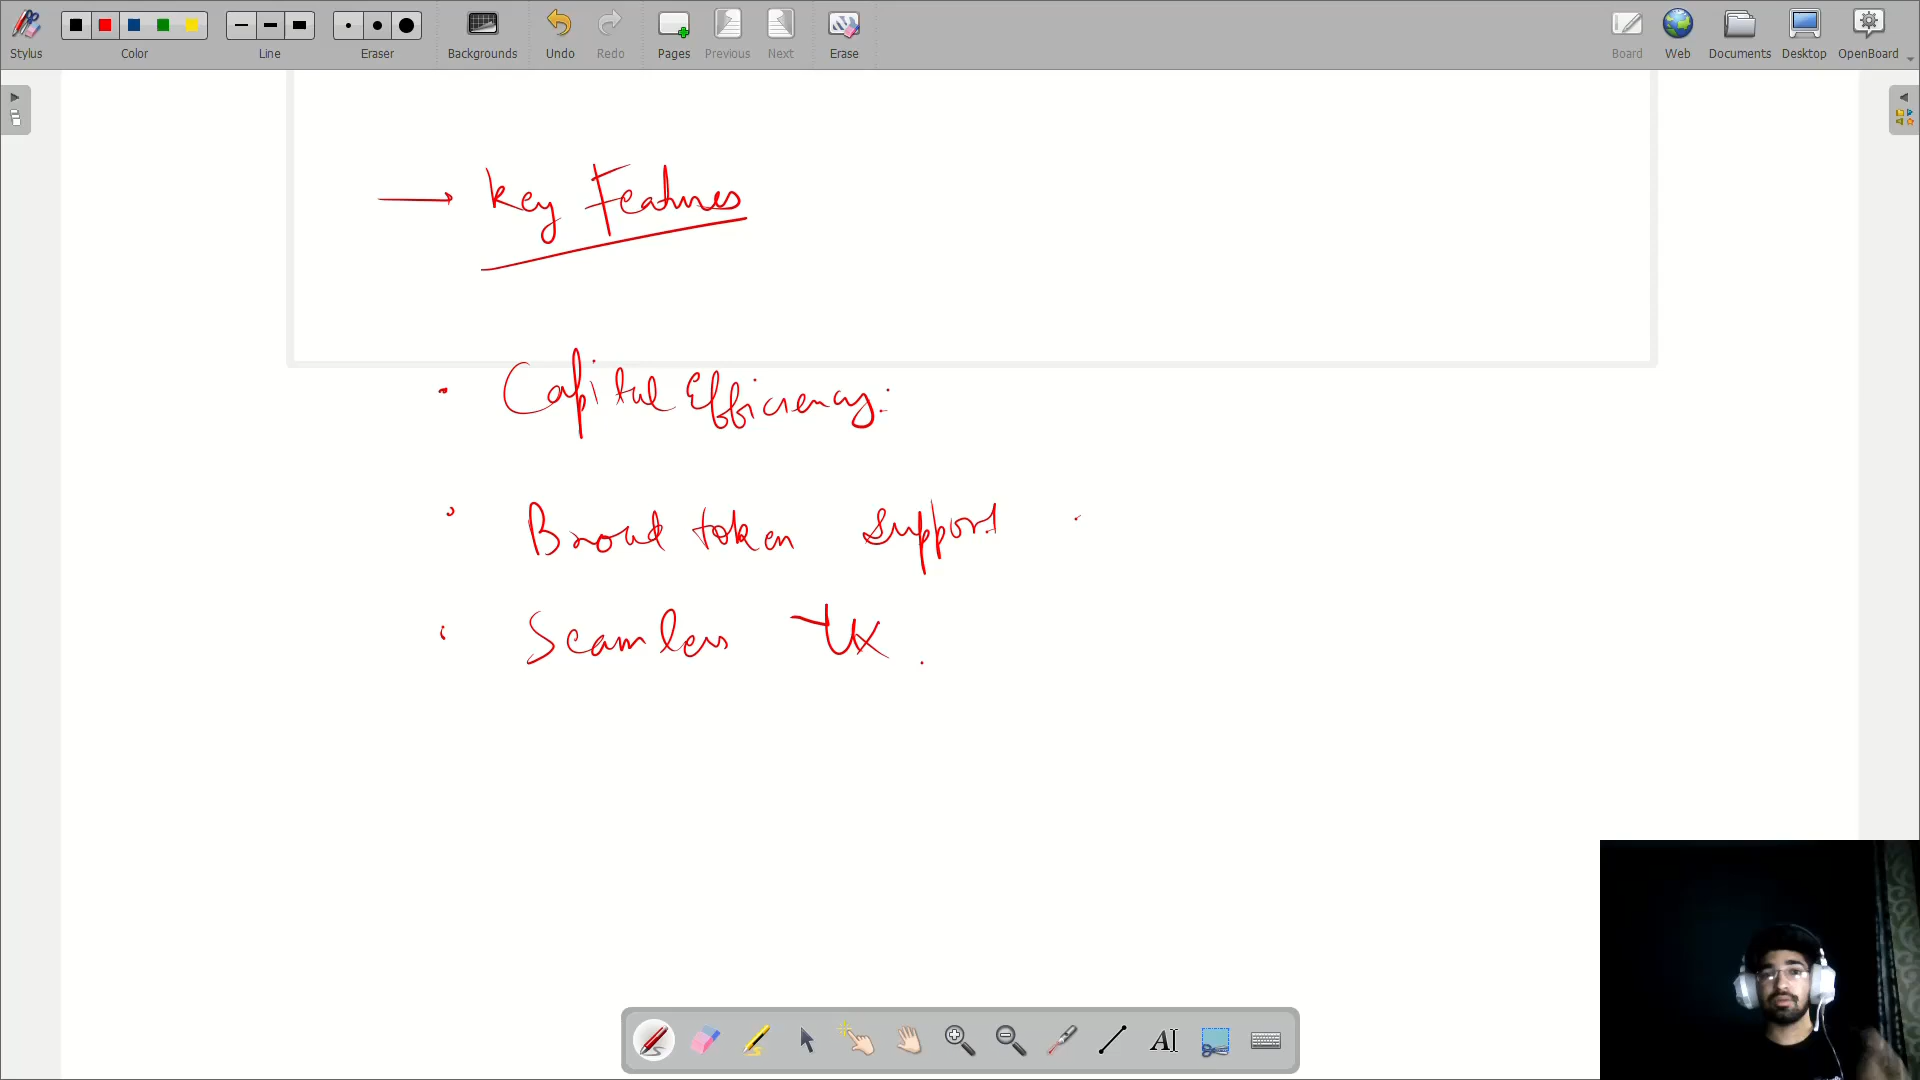 Stylus Color Line Eraser Backgrounds Undo Redo Pages Previous Next Erase Board Web Documents Desktop OpenBoard
→ Key Features
• Capital Efficiency:
• Broad token support
• Seamless UX.